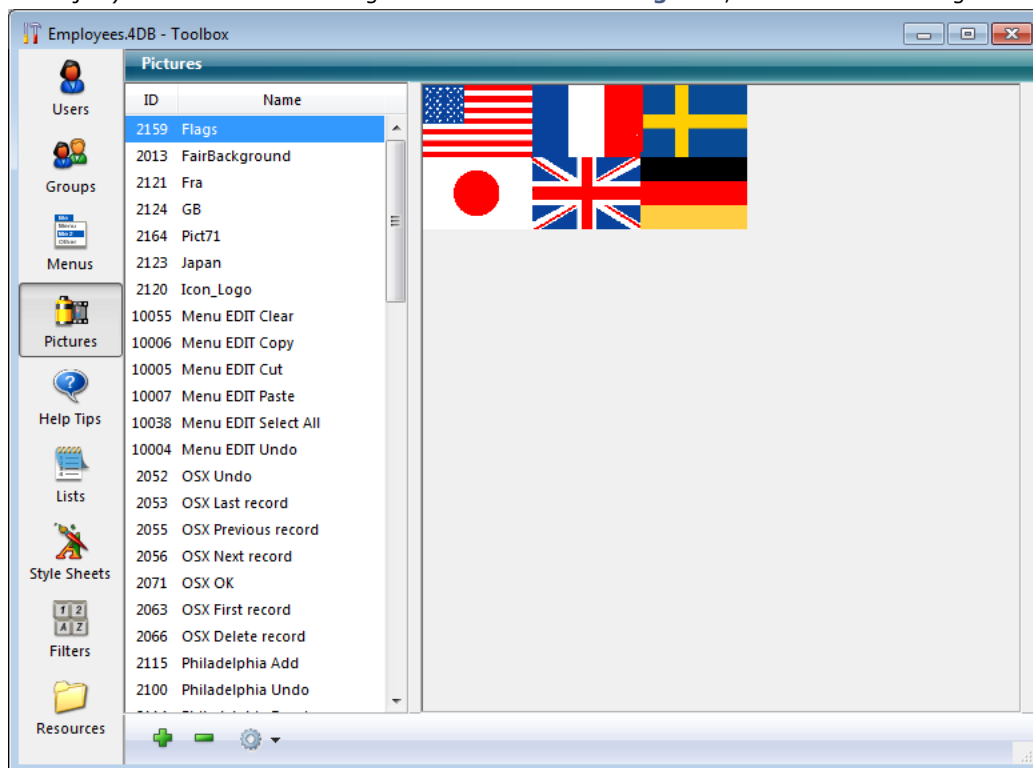 Employees.4DB - Toolbox
Pictures
Users
Groups
Menus
Pictures
Help Tips
Lists
Style Sheets
Filters
Resources
ID Name
2159 Flags
2013 FairBackground
2121 Fra
2124 GB
2164 Pict71
2123 Japan
2120 Icon_Logo
10055 Menu EDIT Clear
10006 Menu EDIT Copy
10005 Menu EDIT Cut
10007 Menu EDIT Paste
10038 Menu EDIT Select All
10004 Menu EDIT Undo
2052 OSX Undo
2053 OSX Last record
2055 OSX Previous record
2056 OSX Next record
2071 OSX OK
2063 OSX First record
2066 OSX Delete record
2115 Philadelphia Add
2100 Philadelphia Undo